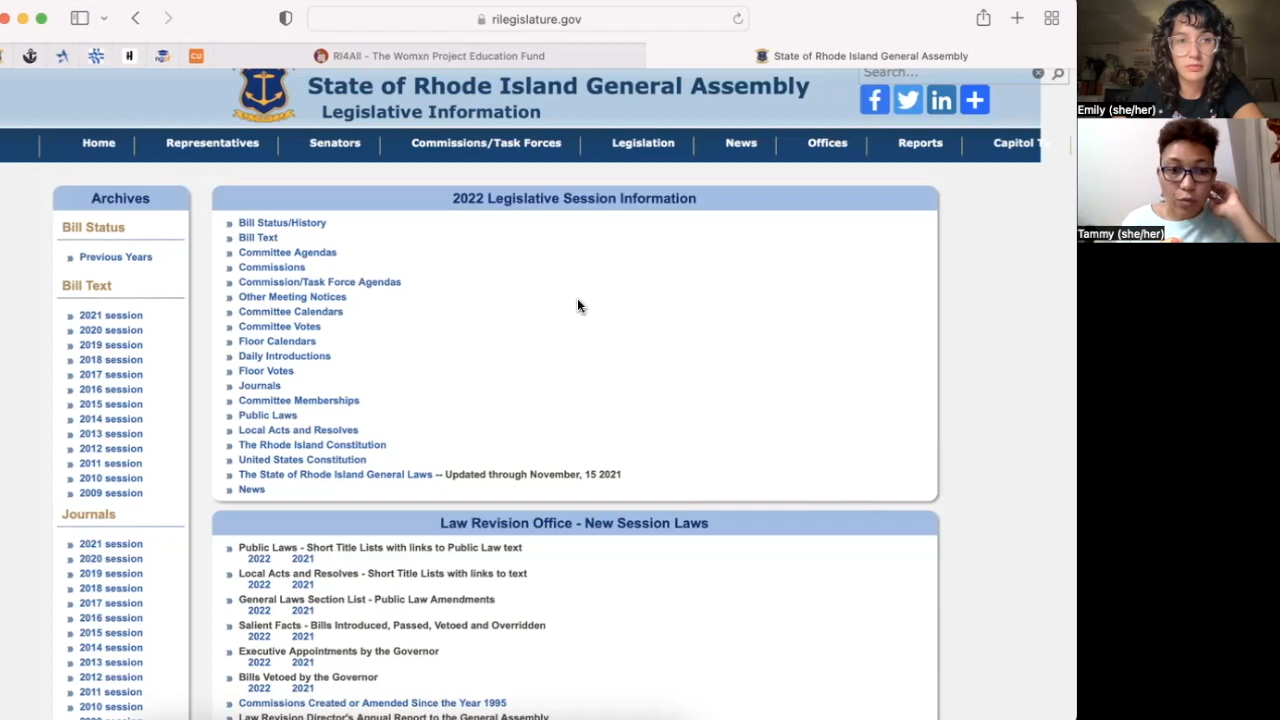 rilegislature.gov
H
CU
RI4All - The Womxn Project Education Fund
State of Rhode Island General Assembly
State of Rhode Island General Assembly
Legislative Information
Search...
Home
Representatives
Senators
Commissions/Task Forces
Legislation
News
Offices
Reports
Capitol T
Archives
Bill Status
» Previous Years
Bill Text
» 2021 session
» 2020 session
» 2019 session
» 2018 session
» 2017 session
» 2016 session
» 2015 session
» 2014 session
» 2013 session
» 2012 session
» 2011 session
» 2010 session
» 2009 session
Journals
» 2021 session
» 2020 session
» 2019 session
» 2018 session
» 2017 session
» 2016 session
» 2015 session
» 2014 session
» 2013 session
» 2012 session
» 2011 session
» 2010 session
2022 Legislative Session Information
» Bill Status/History
» Bill Text
» Committee Agendas
» Commissions
» Commission/Task Force Agendas
» Other Meeting Notices
» Committee Calendars
» Committee Votes
» Floor Calendars
» Daily Introductions
» Floor Votes
» Journals
» Committee Memberships
» Public Laws
» Local Acts and Resolves
» The Rhode Island Constitution
» United States Constitution
» The State of Rhode Island General Laws -- Updated through November, 15 2021
» News
Law Revision Office - New Session Laws
» Public Laws - Short Title Lists with links to Public Law text
2022 2021
» Local Acts and Resolves - Short Title Lists with links to text
2022 2021
» General Laws Section List - Public Law Amendments
2022 2021
» Salient Facts - Bills Introduced, Passed, Vetoed and Overridden
2022 2021
» Executive Appointments by the Governor
2022 2021
» Bills Vetoed by the Governor
2022 2021
» Commissions Created or Amended Since the Year 1995
» Law Revision Director's Annual Report to the General Assembly
Emily (she/her)
Tammy (she/her)